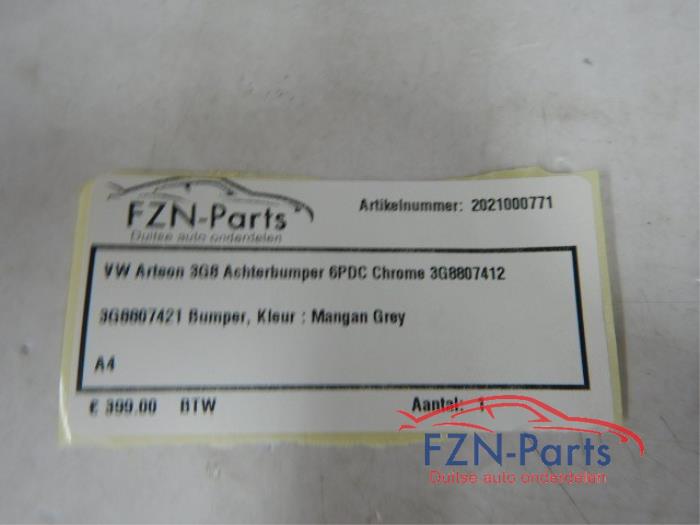 FZN-Parts
Duitse auto onderdelen
Artikelnummer: 2021000771
VW Arteon 3G8 Achterbumper 6PDC Chrome 3G8807412
3G8807421 Bumper, Kleur : Mangan Grey
A4
€ 399.00 BTW Aantal: 1
FZN-Parts
Duitse auto onderdelen